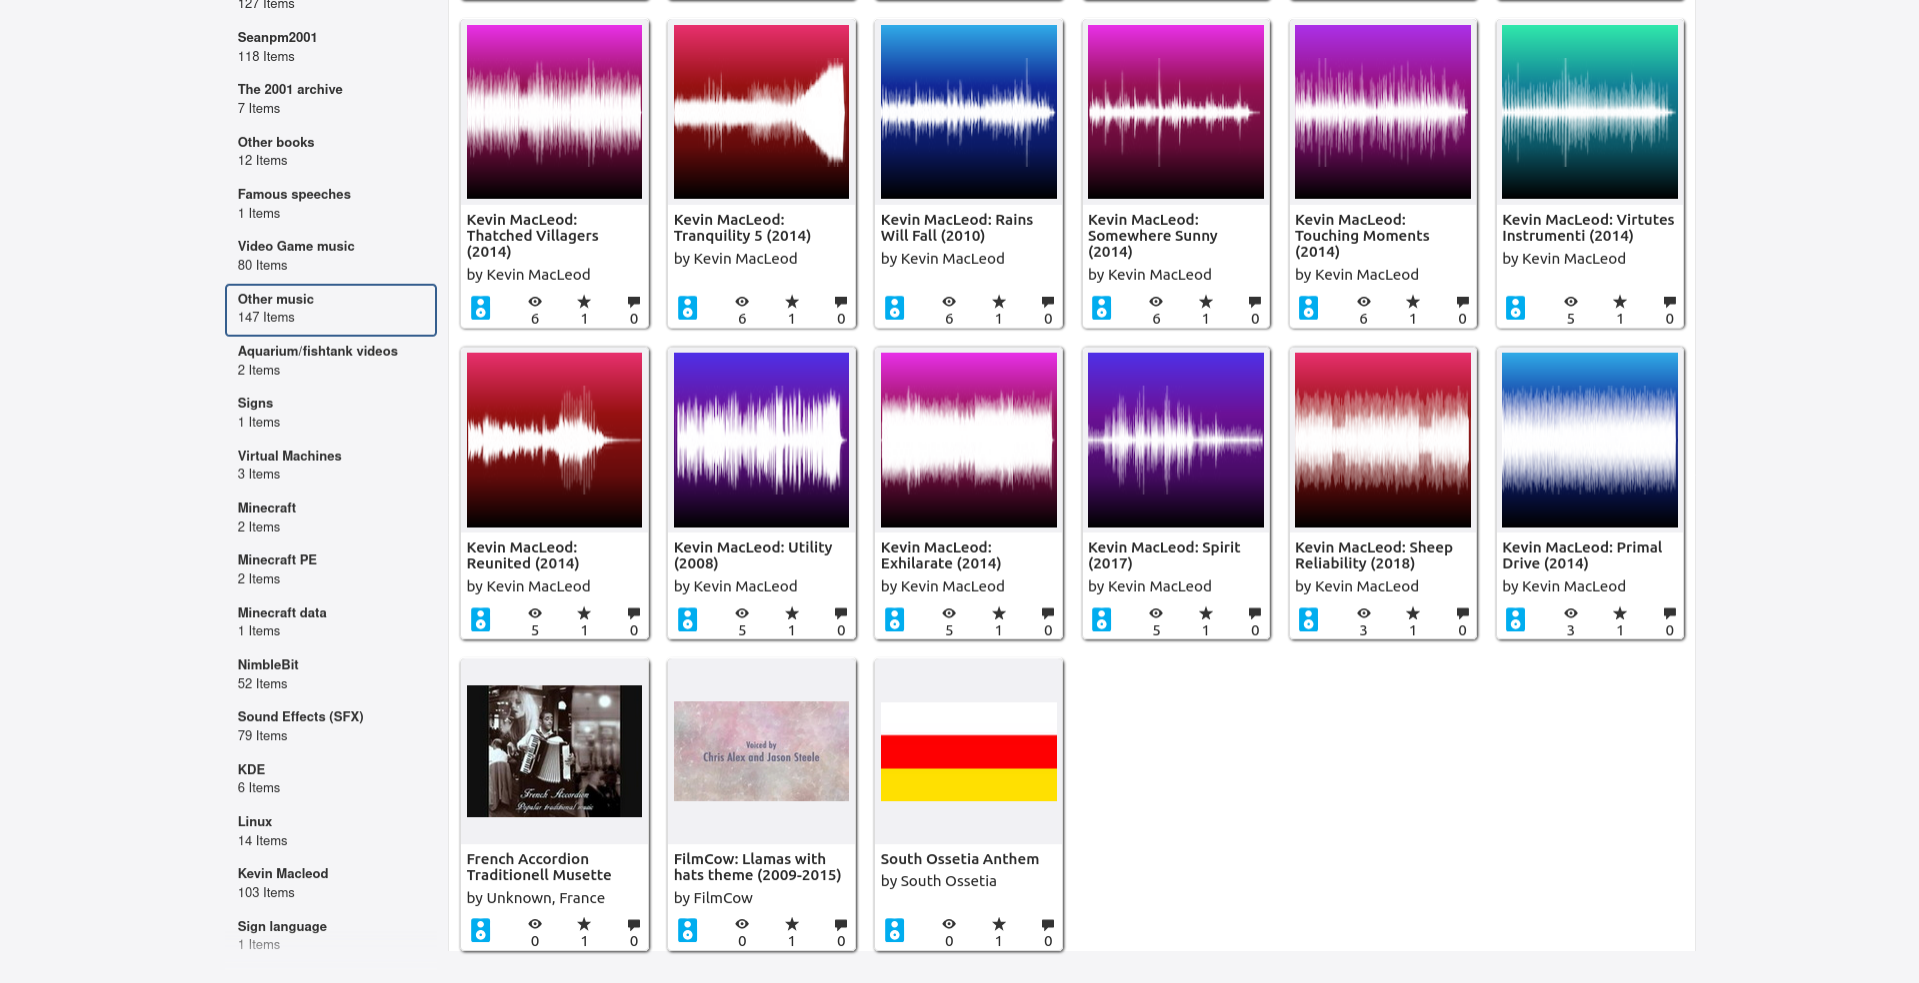 127 Items
Seanpm2001
118 Items
The 2001 archive
7 Items
Other books
12 Items
Famous speeches
1 Items
Video Game music
80 Items
Other music
147 Items
Aquarium/fishtank videos
2 Items
Signs
1 Items
Virtual Machines
3 Items
Minecraft
2 Items
Minecraft PE
2 Items
Minecraft data
1 Items
NimbleBit
52 Items
Sound Effects (SFX)
79 Items
KDE
6 Items
Linux
14 Items
Kevin Macleod
103 Items
Sign language
1 Items
Kevin MacLeod:
Thatched Villagers
(2014)
by Kevin MacLeod
6 1 0
Kevin MacLeod:
Tranquility 5 (2014)
by Kevin MacLeod
6 1 0
Kevin MacLeod: Rains
Will Fall (2010)
by Kevin MacLeod
6 1 0
Kevin MacLeod:
Somewhere Sunny
(2014)
by Kevin MacLeod
6 1 0
Kevin MacLeod:
Touching Moments
(2014)
by Kevin MacLeod
6 1 0
Kevin MacLeod: Virtutes
Instrumenti (2014)
by Kevin MacLeod
5 1 0
Kevin MacLeod:
Reunited (2014)
by Kevin MacLeod
5 1 0
Kevin MacLeod: Utility
(2008)
by Kevin MacLeod
5 1 0
Kevin MacLeod:
Exhilarate (2014)
by Kevin MacLeod
5 1 0
Kevin MacLeod: Spirit
(2017)
by Kevin MacLeod
5 1 0
Kevin MacLeod: Sheep
Reliability (2018)
by Kevin MacLeod
3 1 0
Kevin MacLeod: Primal
Drive (2014)
by Kevin MacLeod
3 1 0
French Accordion
Popular traditional music
French Accordion
Traditionell Musette
by Unknown, France
0 1 0
Voiced by
Chris Alex and Jason Steele
FilmCow: Llamas with
hats theme (2009-2015)
by FilmCow
0 1 0
South Ossetia Anthem
by South Ossetia
0 1 0